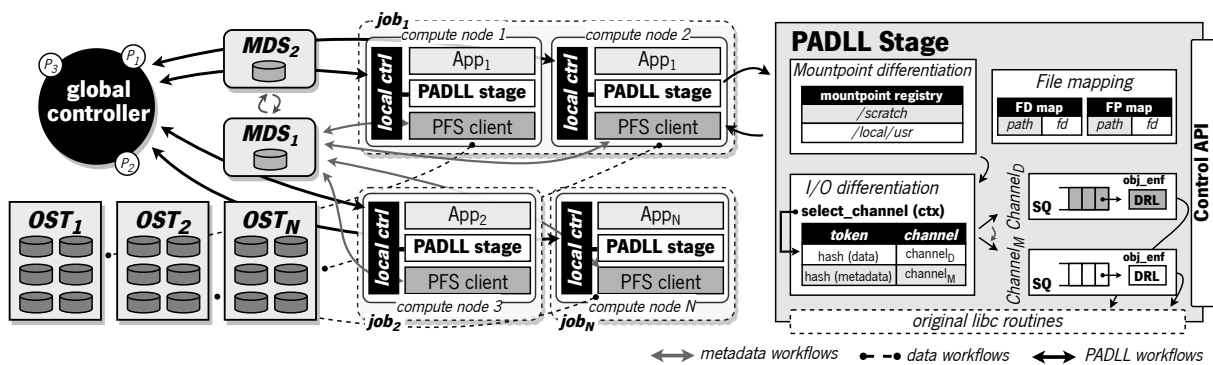 P3
P1
P2
global
controller
MDS2
MDS1
OST1
OST2
OSTN
job1
compute node 1
local ctrl
App1
PADLL stage
PFS client
compute node 2
local ctrl
App1
PADLL stage
PFS client
local ctrl
App2
PADLL stage
PFS client
compute node 3
job2
local ctrl
AppN
PADLL stage
PFS client
compute node N
jobN
PADLL Stage
Mountpoint differentiation
mountpoint registry
/scratch
/local/usr
File mapping
FD map
path fd
FP map
path fd
I/O differentiation
select_channel (ctx)
token channel
hash (data) channelD
hash (metadata) channelM
ChannelD
SQ
obj_enf
DRL
ChannelM
SQ
obj_enf
DRL
original libc routines
Control API
metadata workflows
data workflows
PADLL workflows